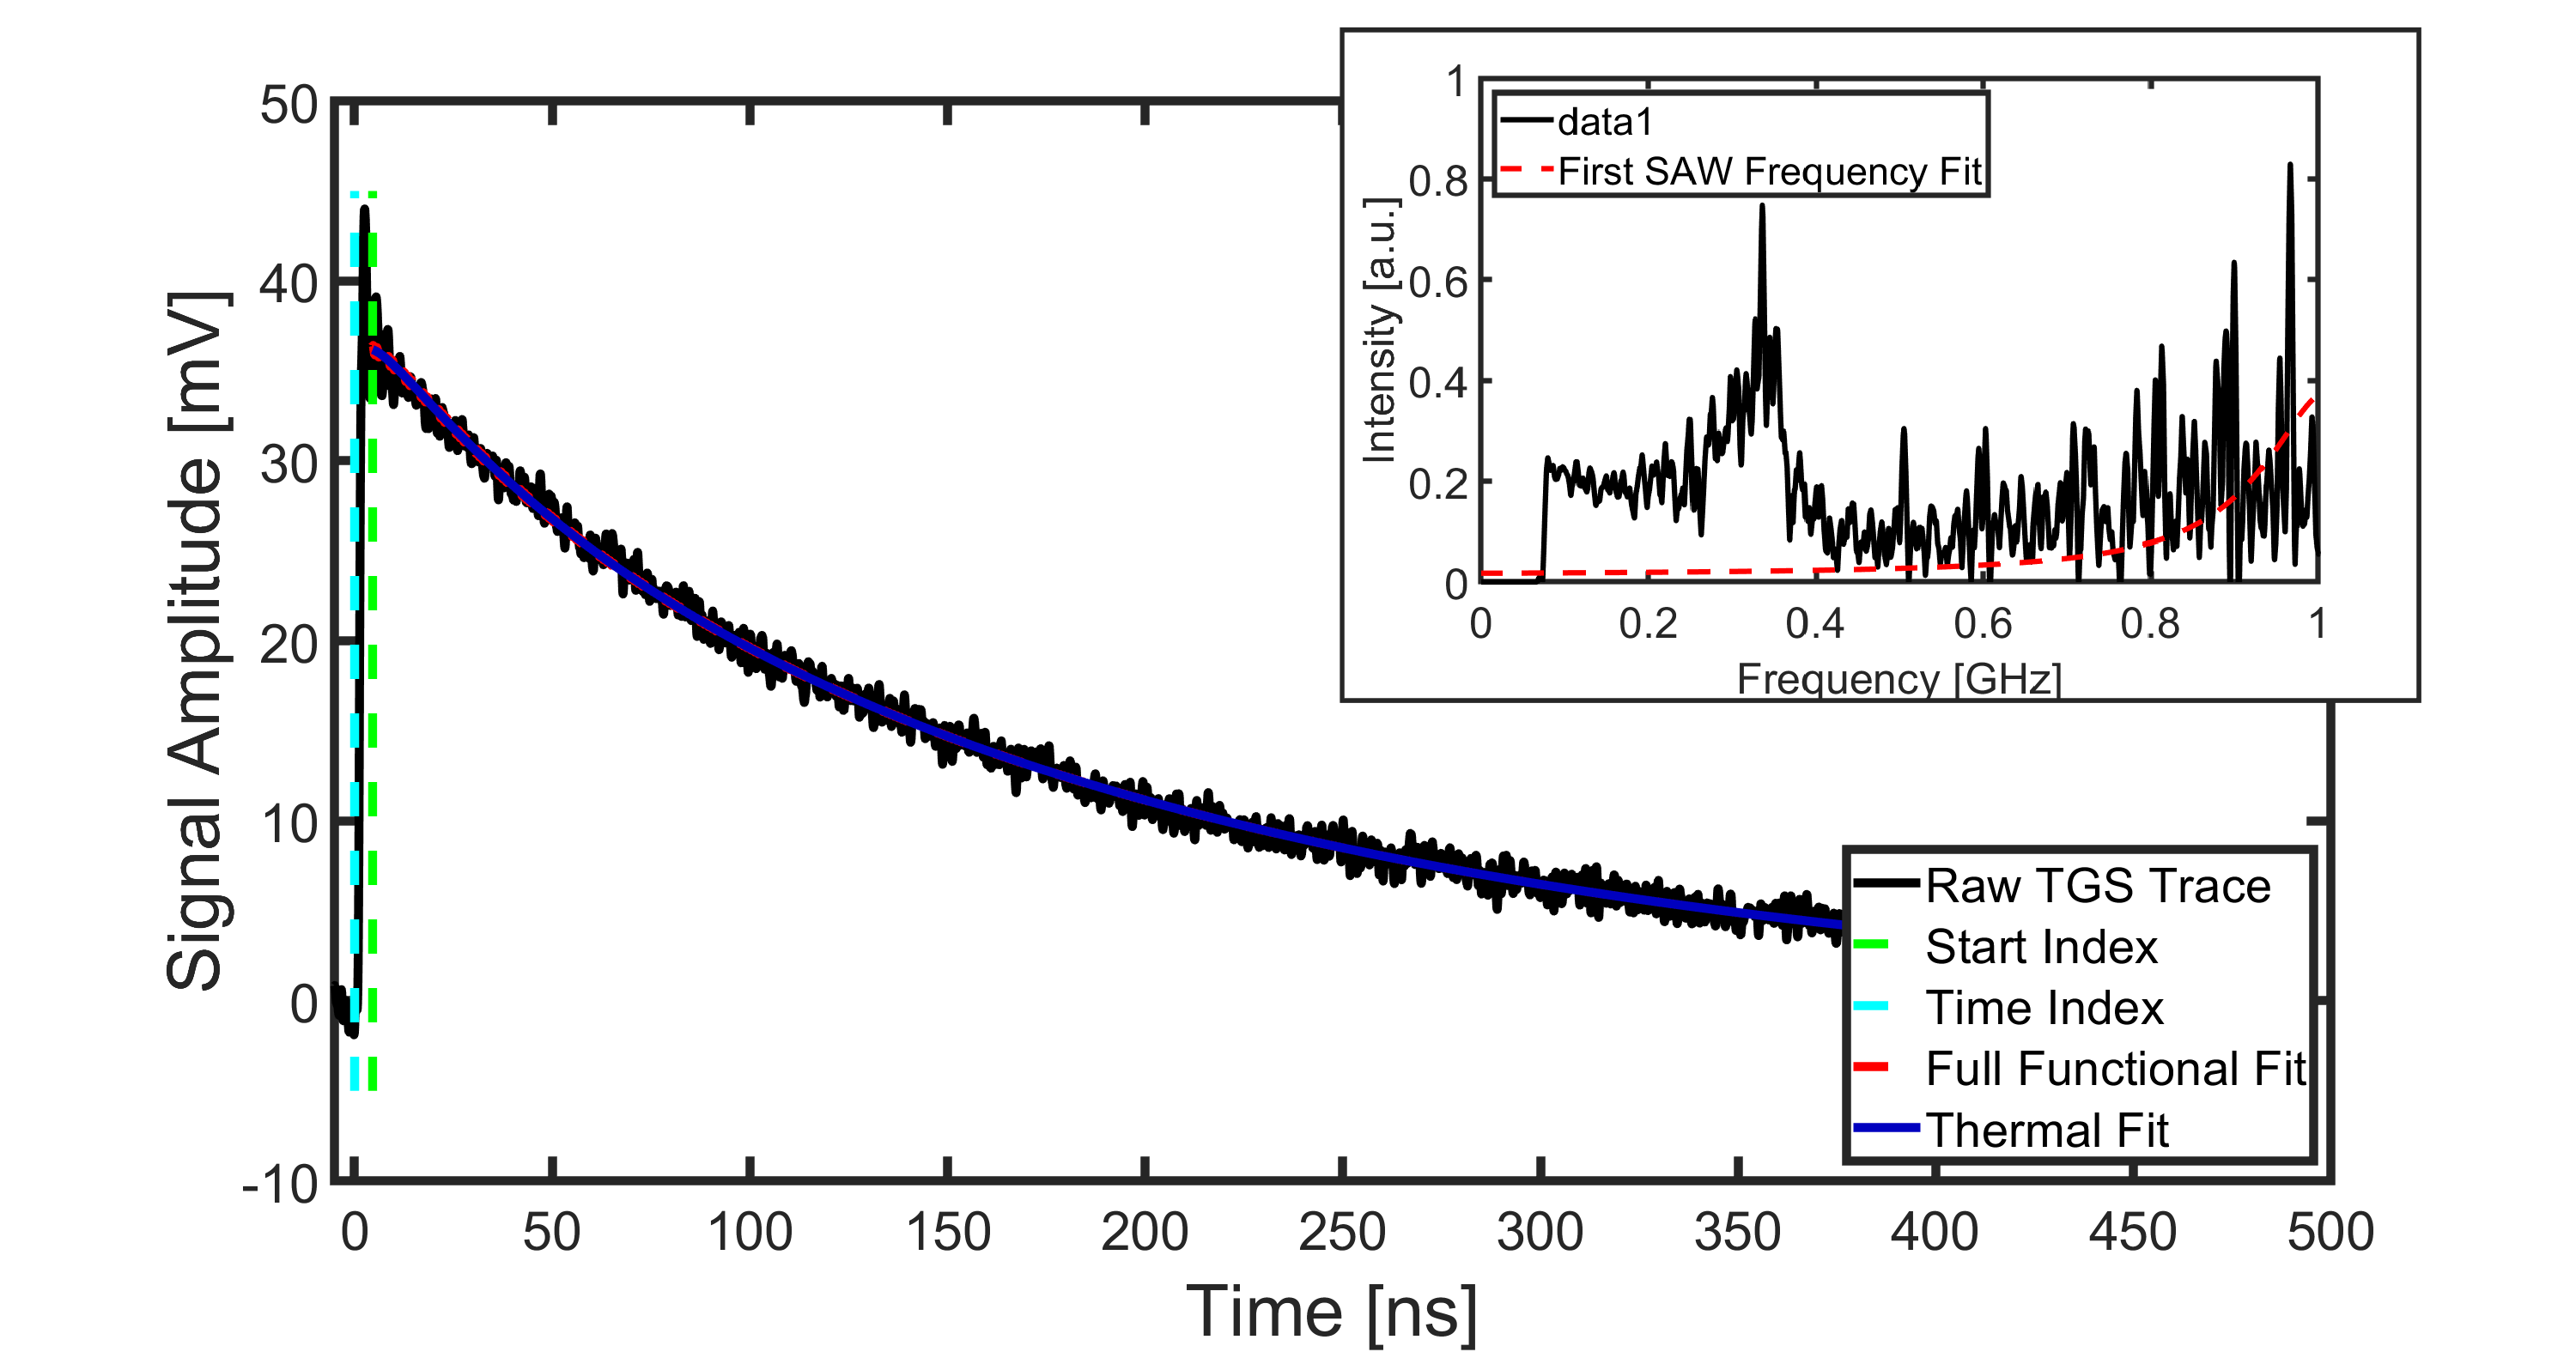 50
40
30
20
10
0
-10
Signal Amplitude [mV]
0 50 100 150 200 250 300 350 400 450 500
Time [ns]
Raw TGS Trace
Start Index
Time Index
Full Functional Fit
Thermal Fit
1
0.8
0.6
0.4
0.2
0
Intensity [a.u.]
data1
First SAW Frequency Fit
0 0.2 0.4 0.6 0.8 1
Frequency [GHz]